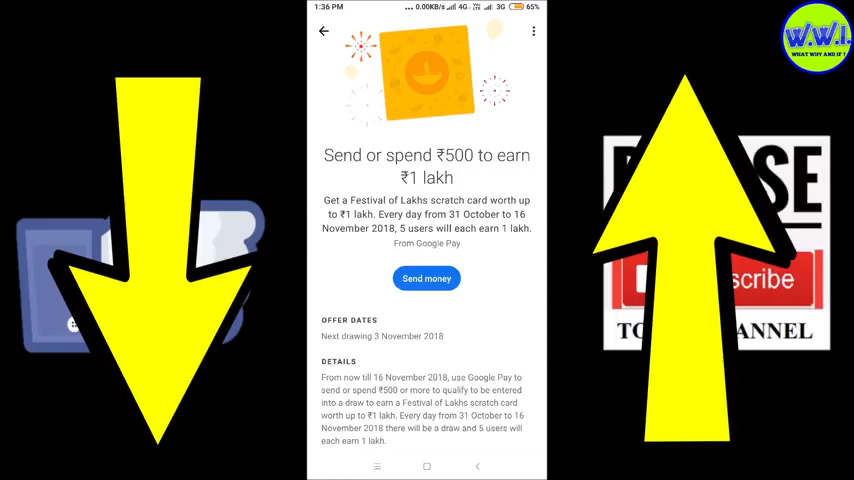 1:36 PM
0.00KB/s 4G VoLTE 3G 65%
W.W.I.
WHAT WHY AND IF ?
Send or spend ₹500 to earn
₹1 lakh
Get a Festival of Lakhs scratch card worth up
to ₹1 lakh. Every day from 31 October to 16
November 2018, 5 users will each earn 1 lakh.
From Google Pay
Send money
OFFER DATES
Next drawing 3 November 2018
DETAILS
From now till 16 November 2018, use Google Pay to
send or spend ₹500 or more to qualify to be entered
into a draw to earn a Festival of Lakhs scratch card
worth up to ₹1 lakh. Every day from 31 October to 16
November 2018 there will be a draw and 5 users will
each earn 1 lakh.